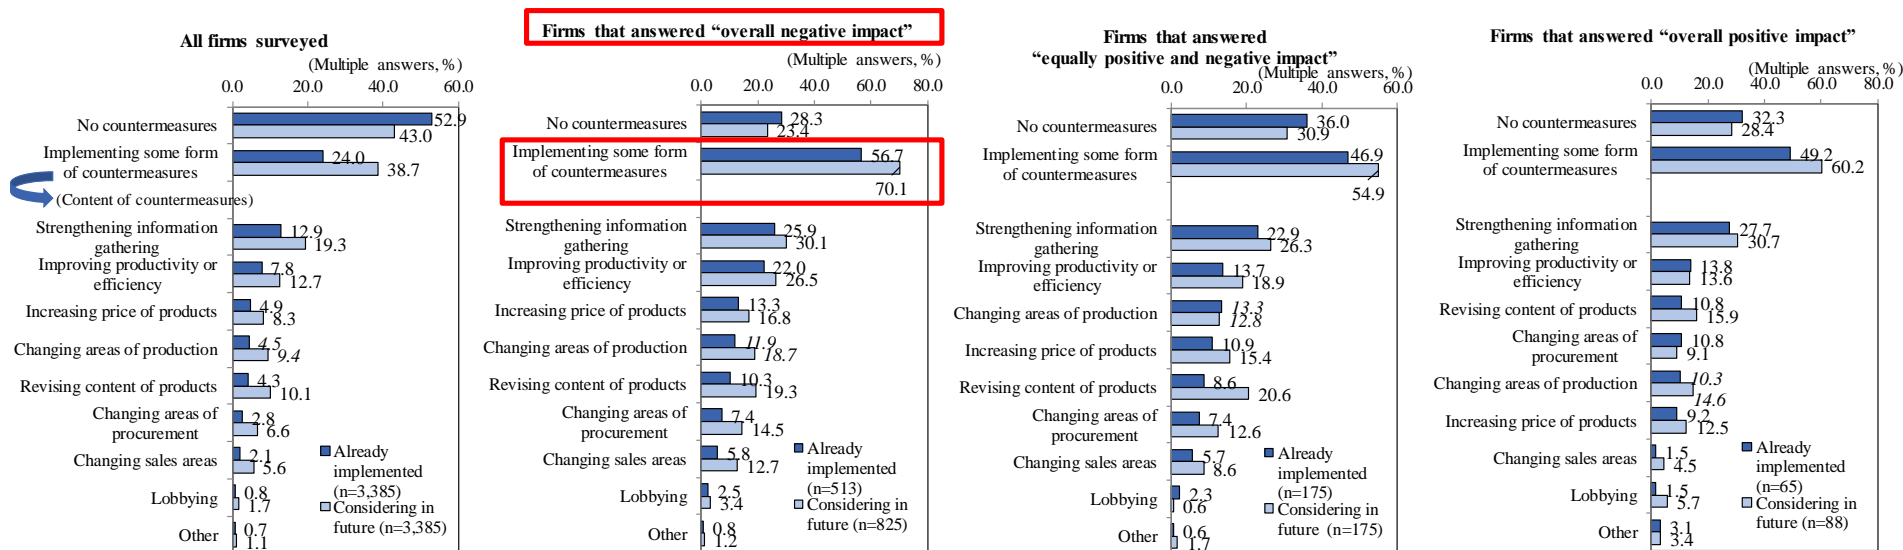 All firms surveyed
(Multiple answers, %)
0.0 20.0 40.0 60.0
No countermeasures 52.9 43.0
Implementing some form
of countermeasures 24.0 38.7
(Content of countermeasures)
Strengthening information
gathering 12.9 19.3
Improving productivity or
efficiency 7.8 12.7
Increasing price of products 4.9 8.3
Changing areas of production 4.5 9.4
Revising content of products 4.3 10.1
Changing areas of
procurement 2.8 6.6
Changing sales areas 2.1 5.6
Lobbying 0.8 1.7
Other 0.7 1.1
Already
implemented
(n=3,385)
Considering in
future (n=3,385)
Firms that answered “overall negative impact”
(Multiple answers, %)
0.0 20.0 40.0 60.0 80.0
No countermeasures 28.3 23.4
Implementing some form
of countermeasures 56.7 70.1
Strengthening information
gathering 25.9 30.1
Improving productivity or
efficiency 22.0 26.5
Increasing price of products 13.3 16.8
Changing areas of production 11.9 18.7
Revising content of products 10.3 19.3
Changing areas of
procurement 7.4 14.5
Changing sales areas 5.8 12.7
Lobbying 2.5 3.4
Other 0.8 1.2
Already
implemented
(n=513)
Considering in
future (n=825)
Firms that answered
“equally positive and negative impact”
(Multiple answers, %)
0.0 20.0 40.0 60.0
No countermeasures 36.0 30.9
Implementing some form
of countermeasures 46.9 54.9
Strengthening information
gathering 22.9 26.3
Improving productivity or
efficiency 13.7 18.9
Changing areas of production 13.3 12.8
Increasing price of products 10.9 15.4
Revising content of products 8.6 20.6
Changing areas of
procurement 7.4 12.6
Changing sales areas 5.7 8.6
Lobbying 2.3 0.6
Other 0.6 1.7
Already
implemented
(n=175)
Considering in
future (n=175)
Firms that answered “overall positive impact”
(Multiple answers, %)
0.0 20.0 40.0 60.0 80.0
No countermeasures 32.3 28.4
Implementing some form
of countermeasures 49.2 60.2
Strengthening information
gathering 27.7 30.7
Improving productivity or
efficiency 13.8 13.6
Revising content of products 10.8 15.9
Changing areas of
procurement 10.8 9.1
Changing areas of production 10.3 14.6
Increasing price of products 9.2 12.5
Changing sales areas 1.5 4.5
Lobbying 1.5 5.7
Other 3.1 3.4
Already
implemented
(n=65)
Considering in
future (n=88)